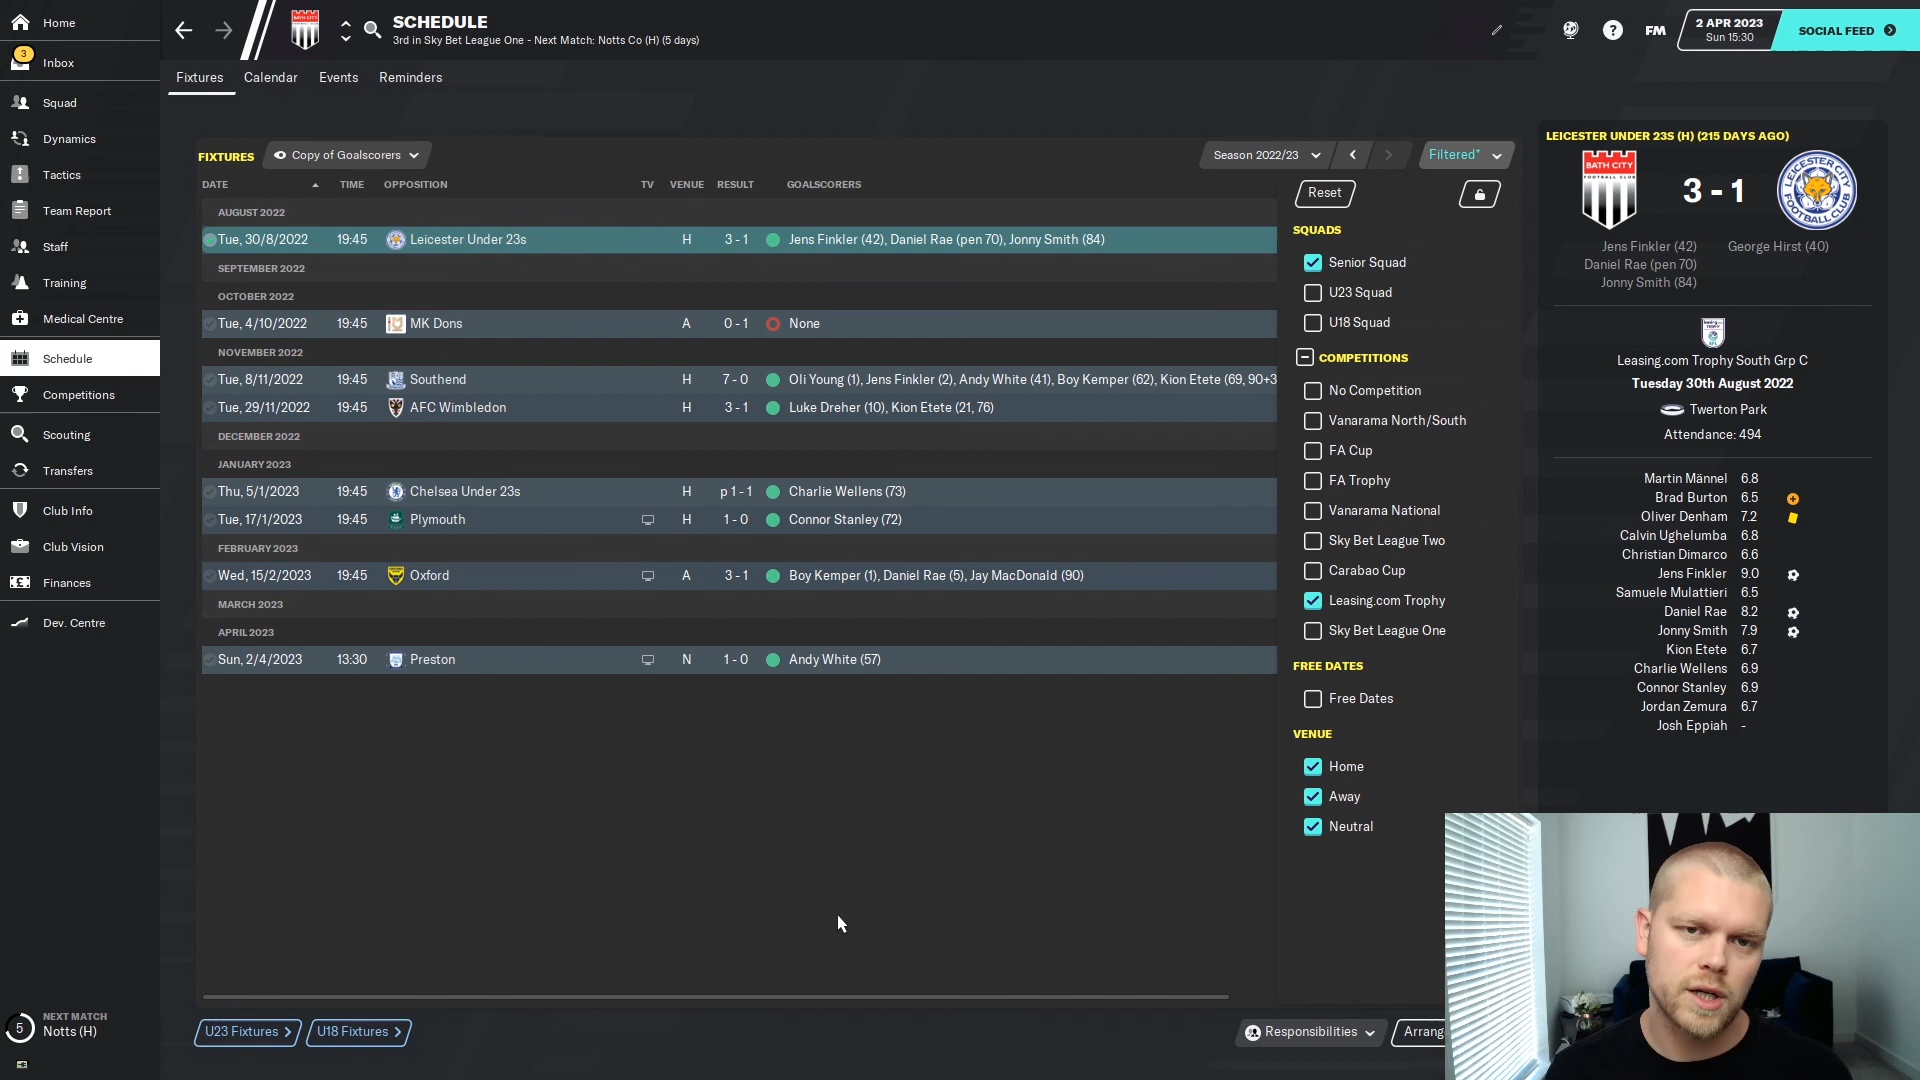 Home
3
Inbox
Squad
Dynamics
Tactics
Team Report
Staff
Training
Medical Centre
Schedule
Competitions
Scouting
Transfers
Club Info
Club Vision
Finances
Dev. Centre
5
NEXT MATCH
Notts (H)
BATH CITY
SCHEDULE
3rd in Sky Bet League One - Next Match: Notts Co (H) (5 days)
?
FM
2 APR 2023
Sun 15:30
SOCIAL FEED
Fixtures Calendar Events Reminders
FIXTURES Copy of Goalscorers Season 2022/23 Filtered*
DATE TIME OPPOSITION TV VENUE RESULT GOALSCORERS
AUGUST 2022
Tue, 30/8/2022 19:45 Leicester Under 23s H 3 - 1 Jens Finkler (42), Daniel Rae (pen 70), Jonny Smith (84)
SEPTEMBER 2022
OCTOBER 2022
Tue, 4/10/2022 19:45 MK Dons A 0 - 1 None
NOVEMBER 2022
Tue, 8/11/2022 19:45 Southend H 7 - 0 Oli Young (1), Jens Finkler (2), Andy White (41), Boy Kemper (62), Kion Etete (69, 90+3
Tue, 29/11/2022 19:45 AFC Wimbledon H 3 - 1 Luke Dreher (10), Kion Etete (21, 76)
DECEMBER 2022
JANUARY 2023
Thu, 5/1/2023 19:45 Chelsea Under 23s H p 1 - 1 Charlie Wellens (73)
Tue, 17/1/2023 19:45 Plymouth H 1 - 0 Connor Stanley (72)
FEBRUARY 2023
Wed, 15/2/2023 19:45 Oxford A 3 - 1 Boy Kemper (1), Daniel Rae (5), Jay MacDonald (90)
MARCH 2023
APRIL 2023
Sun, 2/4/2023 13:30 Preston N 1 - 0 Andy White (57)
U23 Fixtures U18 Fixtures
Responsibilities Arrang
Reset
SQUADS
Senior Squad
U23 Squad
U18 Squad
COMPETITIONS
No Competition
Vanarama North/South
FA Cup
FA Trophy
Vanarama National
Sky Bet League Two
Carabao Cup
Leasing.com Trophy
Sky Bet League One
FREE DATES
Free Dates
VENUE
Home
Away
Neutral
LEICESTER UNDER 23S (H) (215 DAYS AGO)
BATH CITY
FOOTBALL CLUB
3 - 1
LEICESTER CITY
FOOTBALL CLUB
Jens Finkler (42) George Hirst (40)
Daniel Rae (pen 70)
Jonny Smith (84)
Leasing.com Trophy South Grp C
Tuesday 30th August 2022
Twerton Park
Attendance: 494
Martin Männel 6.8
Brad Burton 6.5
Oliver Denham 7.2
Calvin Ughelumba 6.8
Christian Dimarco 6.6
Jens Finkler 9.0
Samuele Mulattieri 6.5
Daniel Rae 8.2
Jonny Smith 7.9
Kion Etete 6.7
Charlie Wellens 6.9
Connor Stanley 6.9
Jordan Zemura 6.7
Josh Eppiah -